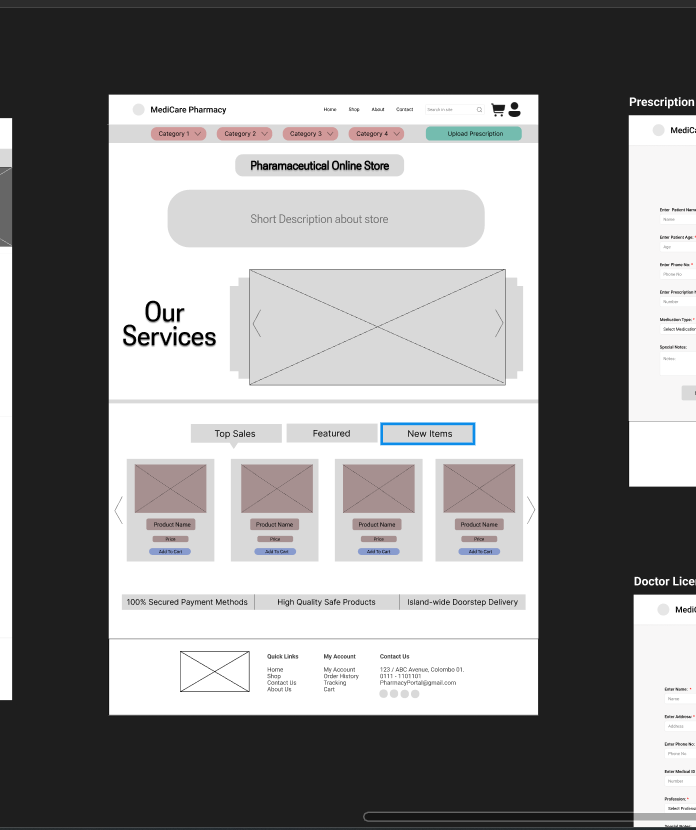 MediCare Pharmacy
Home Shop About Contact
Search in site
Category 1 Category 2 Category 3 Category 4 Upload Prescription
Pharamaceutical Online Store
Short Description about store
Our
Services
Top Sales Featured New Items
Product Name Product Name Product Name Product Name
Price Price Price Price
Add To Cart Add To Cart Add To Cart Add To Cart
100% Secured Payment Methods High Quality Safe Products Island-wide Doorstep Delivery
Quick Links
Home
Shop
Contact Us
About Us
My Account
My Account
Order History
Tracking
Cart
Contact Us
123 / ABC Avenue, Colombo 01.
0111 - 1101101
PharmacyPortal@gmail.com
Prescription
Enter Patient Name
Name
Enter Patient Age: *
Age
Enter Phone No: *
Phone No
Enter Prescription
Number
Medication Type: *
Select Medication
Special Notes:
Notes
Enter Name: *
Name
Enter Address: *
Address
Enter Phone No:
Phone No
Enter Medical ID
Number
Profession: *
Select
Special Notes